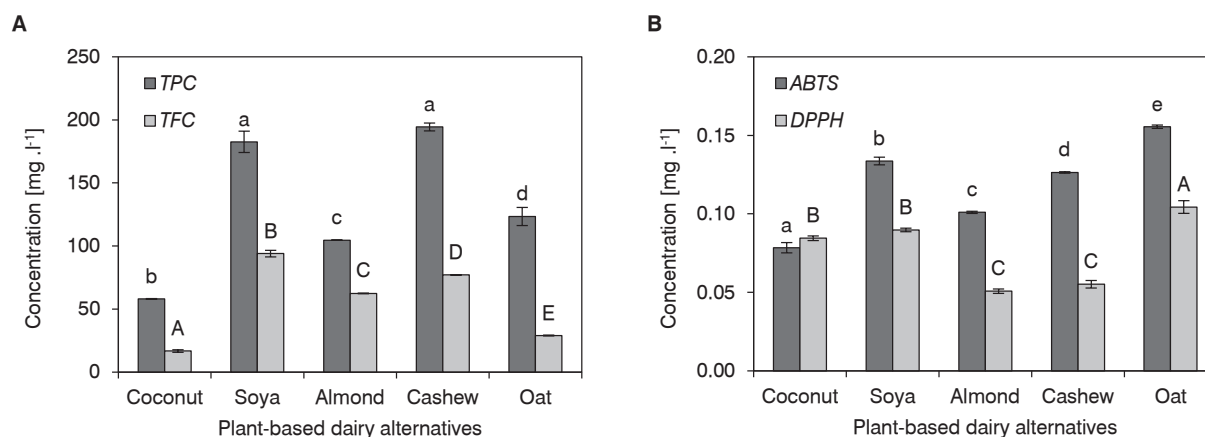 A
Concentration [mg .l-1]
250
200
150
100
50
0
TPC
TFC
b
A
a
B
c
C
a
D
d
E
Coconut Soya Almond Cashew Oat
Plant-based dairy alternatives
B
Concentration [mg .l-1]
0.20
0.15
0.10
0.05
0.00
ABTS
DPPH
a
B
b
B
c
C
d
C
e
A
Coconut Soya Almond Cashew Oat
Plant-based dairy alternatives